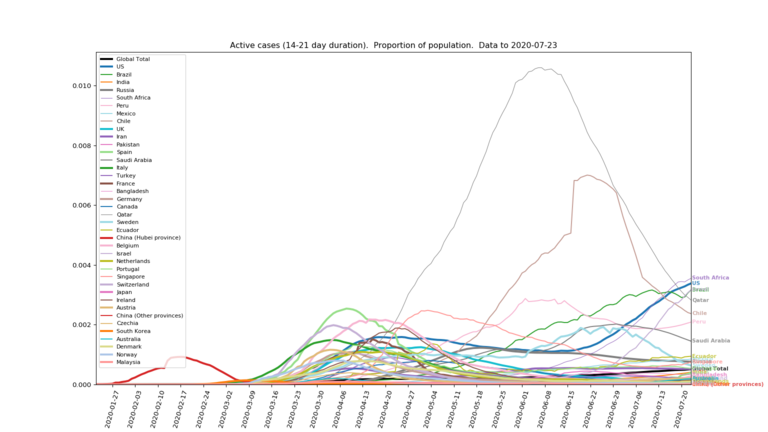 Active cases (14-21 day duration). Proportion of population. Data to 2020-07-23
Global Total
US
Brazil
India
Russia
South Africa
Peru
Mexico
Chile
UK
Iran
Pakistan
Spain
Saudi Arabia
Italy
Turkey
France
Bangladesh
Germany
Canada
Qatar
Sweden
Ecuador
China (Hubei province)
Belgium
Israel
Netherlands
Portugal
Singapore
Switzerland
Japan
Ireland
Austria
China (Other provinces)
Czechia
South Korea
Australia
Denmark
Norway
Malaysia
0.010
0.008
0.006
0.004
0.002
0.000
South Africa
US
Brazil
Qatar
Chile
Peru
Saudi Arabia
Ecuador
Global Total
2020-01-27
2020-02-03
2020-02-10
2020-02-17
2020-02-24
2020-03-02
2020-03-09
2020-03-16
2020-03-23
2020-03-30
2020-04-06
2020-04-13
2020-04-20
2020-04-27
2020-05-04
2020-05-11
2020-05-18
2020-05-25
2020-06-01
2020-06-08
2020-06-15
2020-06-22
2020-06-29
2020-07-06
2020-07-13
2020-07-20